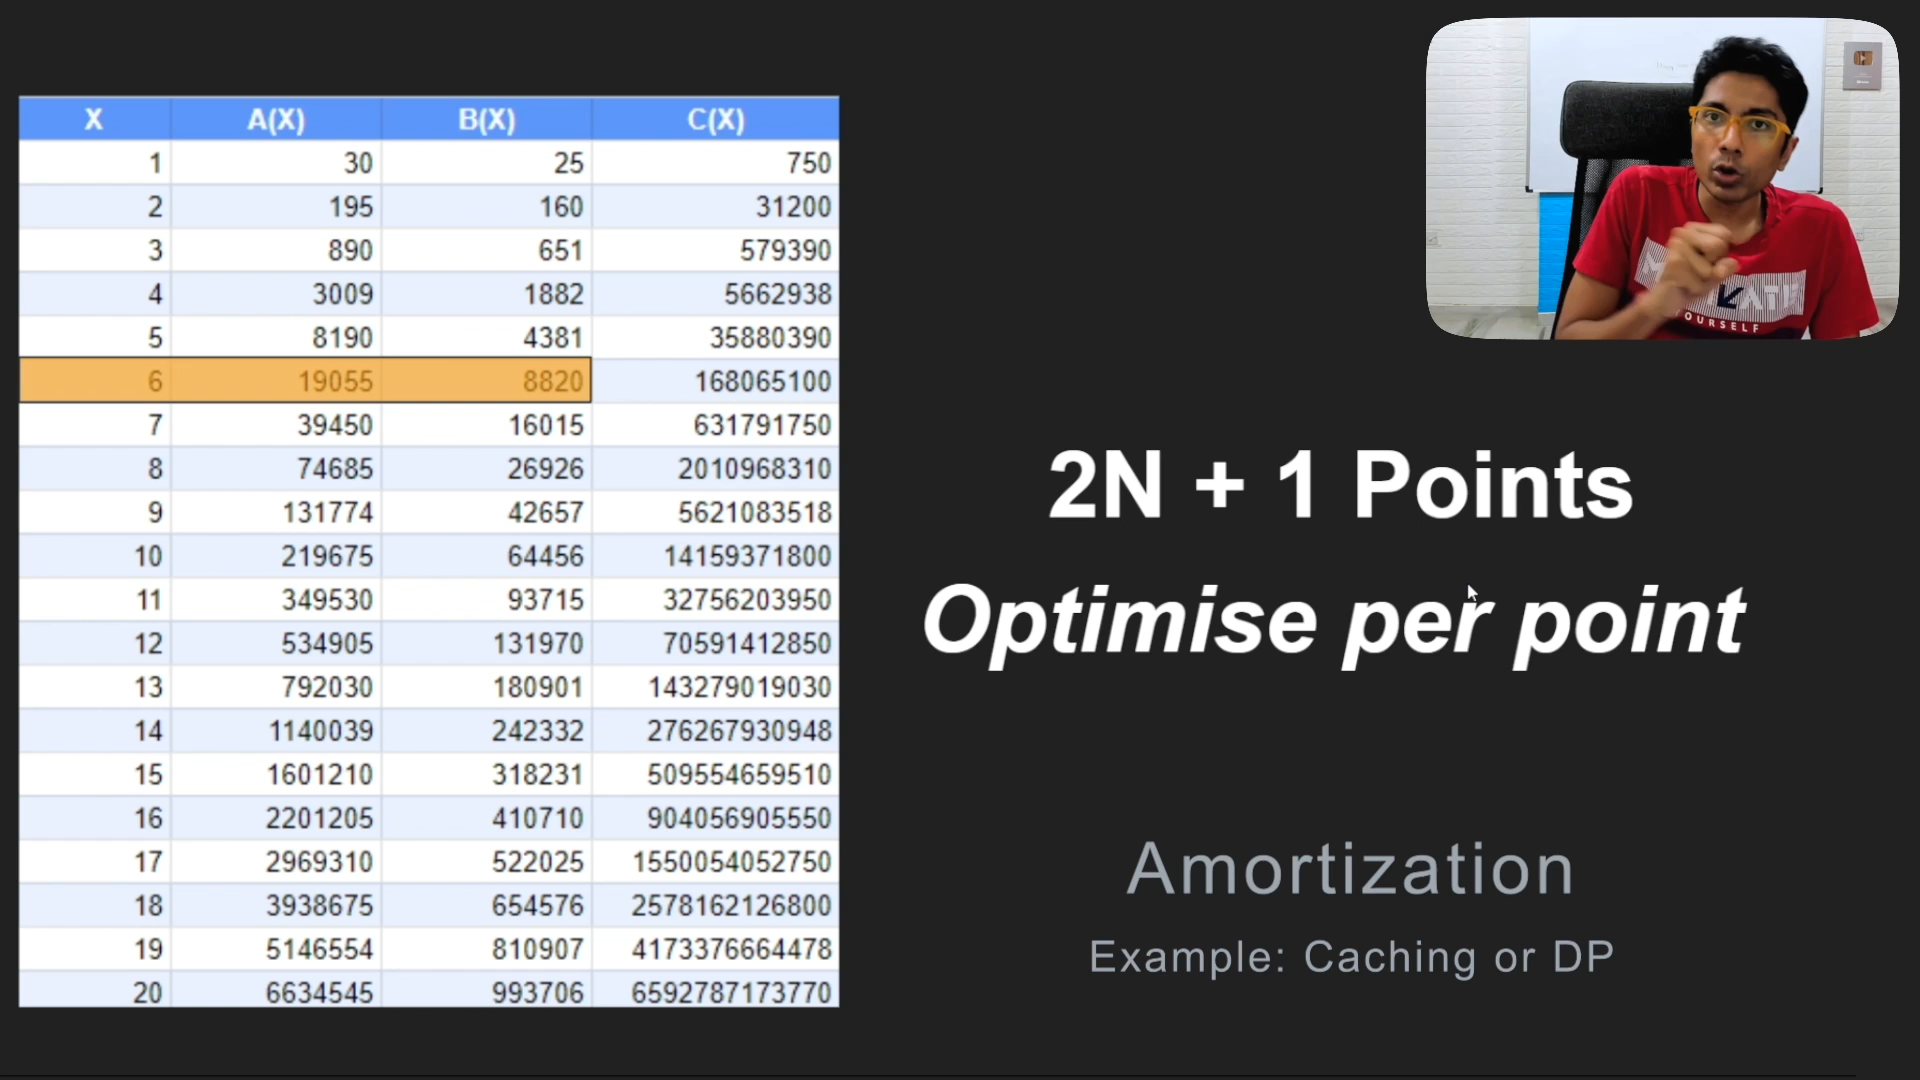 X A(X) B(X) C(X)
1 30 25 750
2 195 160 31200
3 890 651 579390
4 3009 1882 5662938
5 8190 4381 35880390
6 19055 8820 168065100
7 39450 16015 631791750
8 74685 26926 2010968310
9 131774 42657 5621083518
10 219675 64456 14159371800
11 349530 93715 32756203950
12 534905 131970 70591412850
13 792030 180901 143279019030
14 1140039 242332 276267930948
15 1601210 318231 509554659510
16 2201205 410710 904056905550
17 2969310 522025 1550054052750
18 3938675 654576 2578162126800
19 5146554 810907 4173376664478
20 6634545 993706 6592787173770
2N + 1 Points
Optimise per point
Amortization
Example: Caching or DP
OURSELF